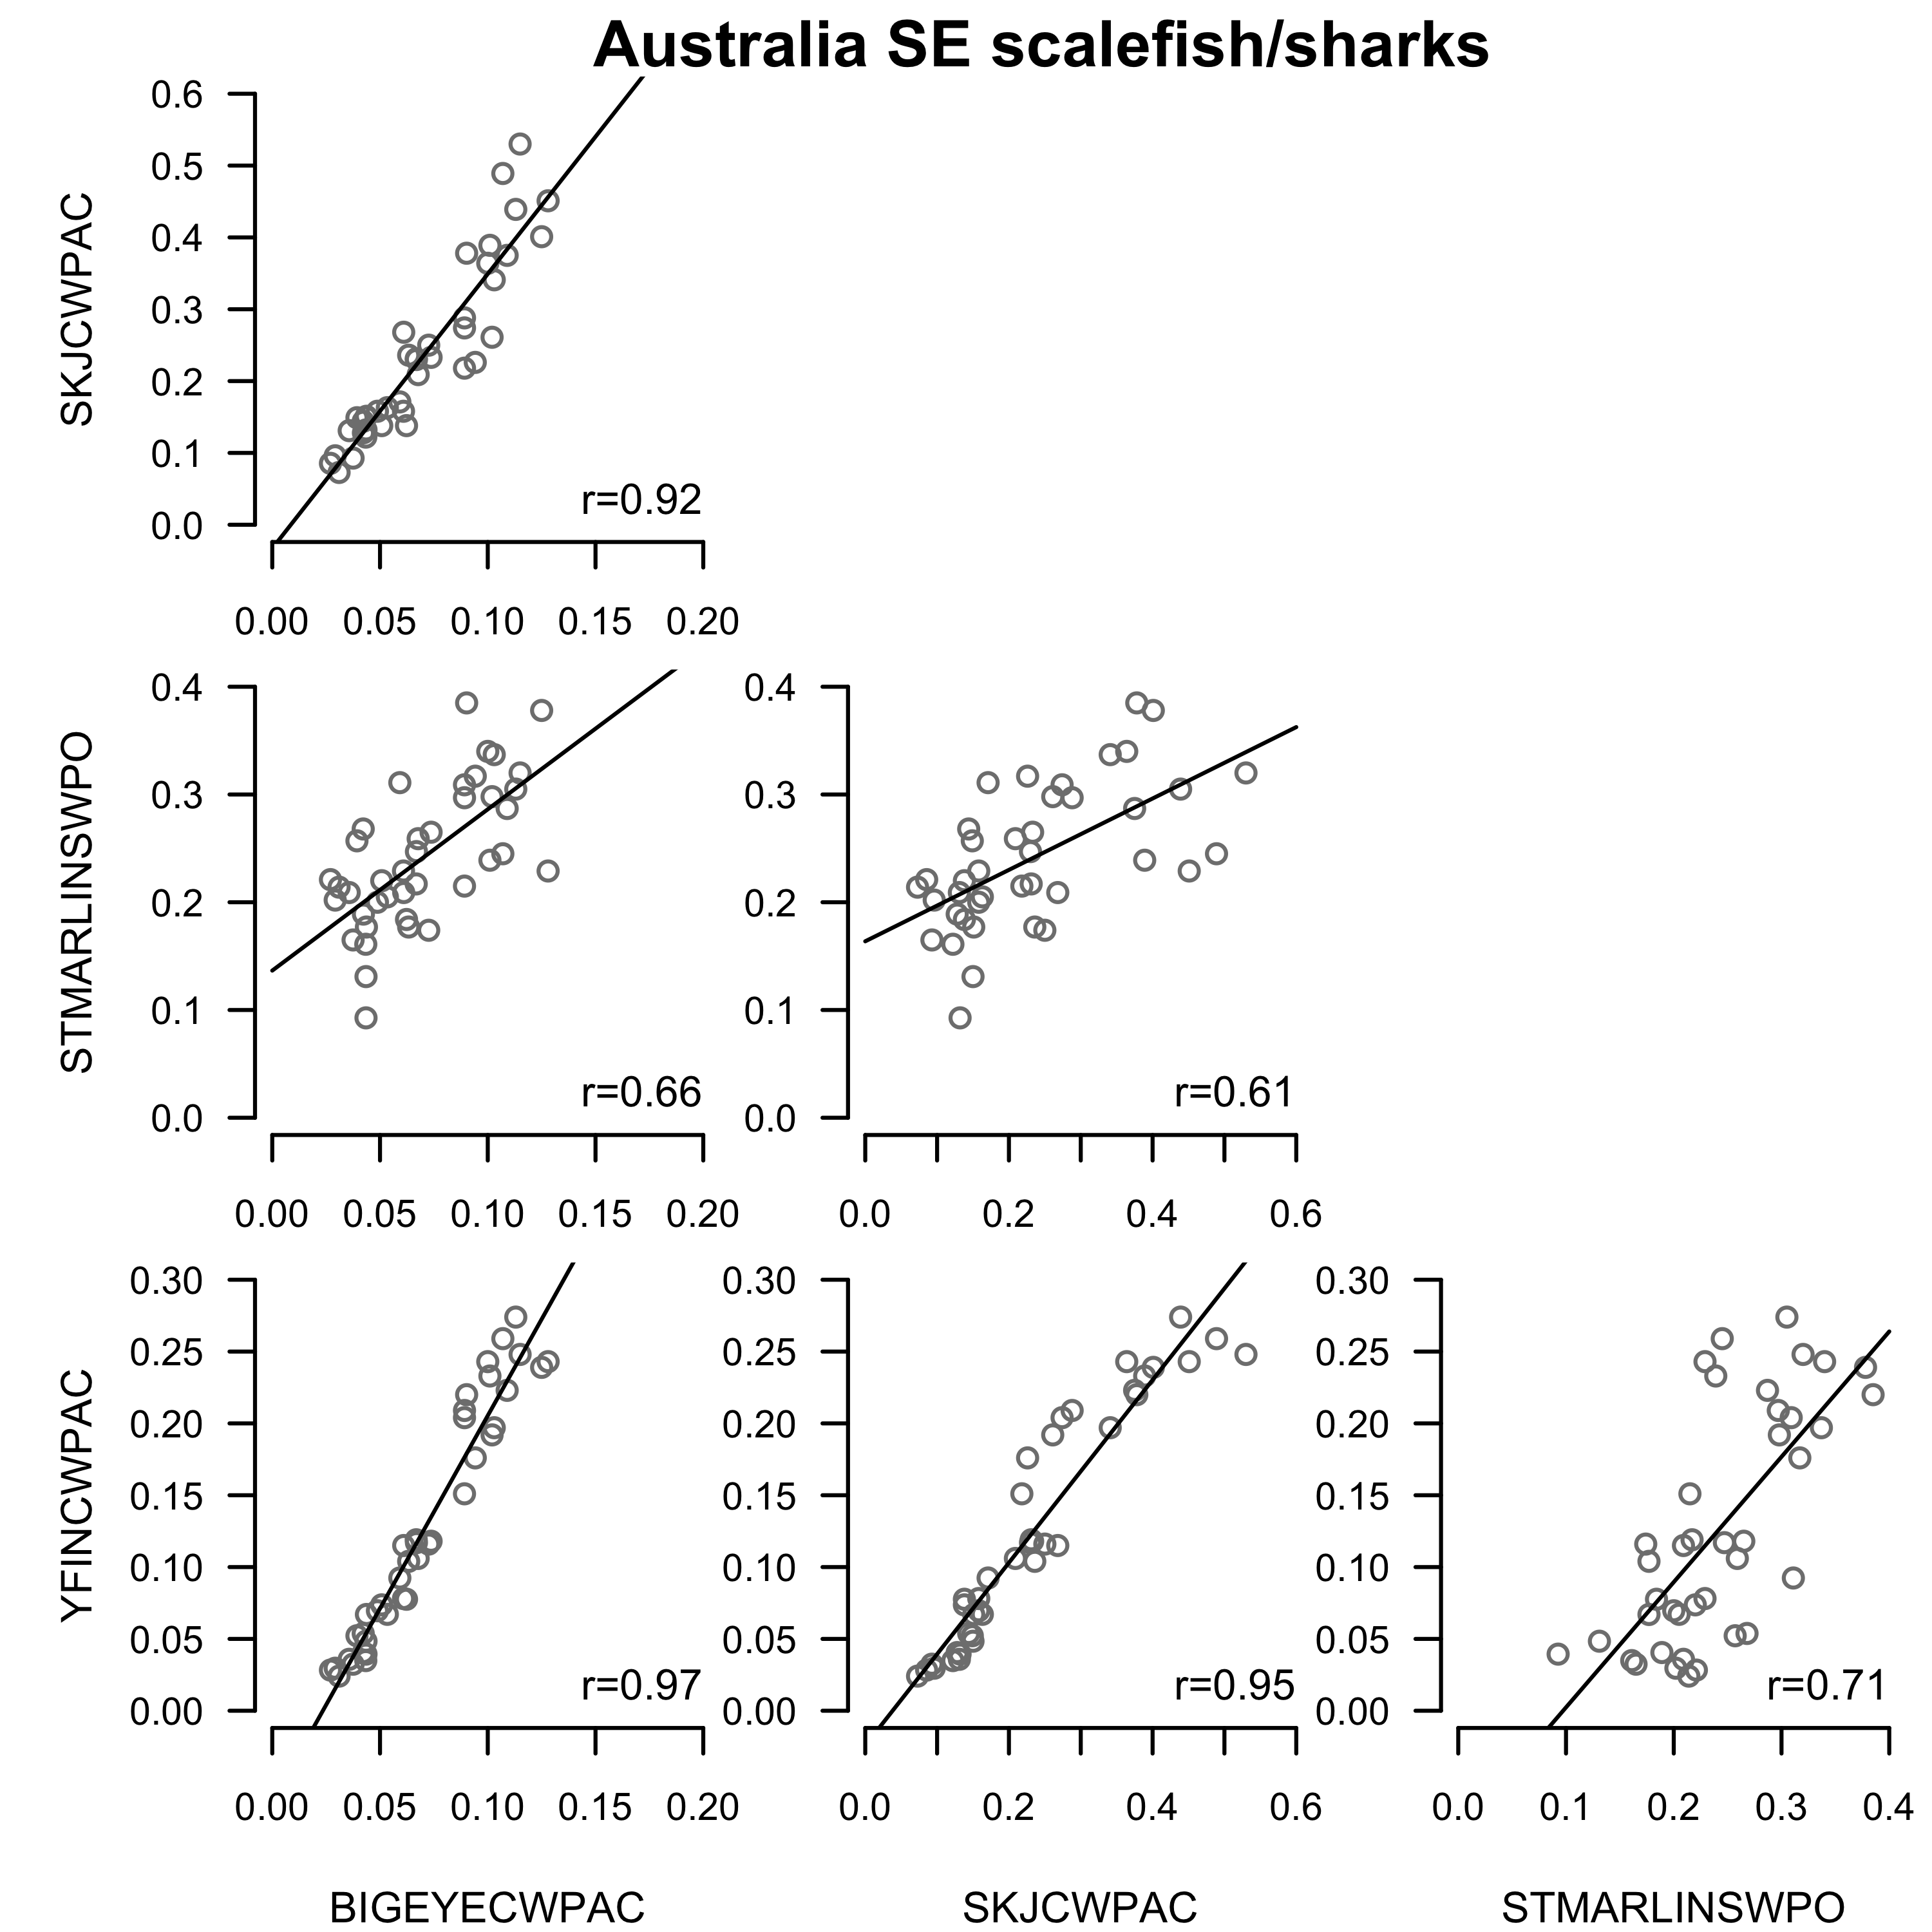 Australia SE scalefish/sharks
SKJCWPAC
0.6
0.5
0.4
0.3
0.2
0.1
0.0
r=0.92
0.00 0.05 0.10 0.15 0.20
STMARLINSWPO
0.4
0.3
0.2
0.1
0.0
r=0.66
0.00 0.05 0.10 0.15 0.20
0.4
0.3
0.2
0.1
0.0
r=0.61
0.0 0.2 0.4 0.6
YFINCWPAC
0.30
0.25
0.20
0.15
0.10
0.05
0.00
r=0.97
0.00 0.05 0.10 0.15 0.20
BIGEYECWPAC
0.30
0.25
0.20
0.15
0.10
0.05
0.00
r=0.95
0.0 0.2 0.4 0.6
SKJCWPAC
0.30
0.25
0.20
0.15
0.10
0.05
0.00
r=0.71
0.0 0.1 0.2 0.3 0.4
STMARLINSWPO